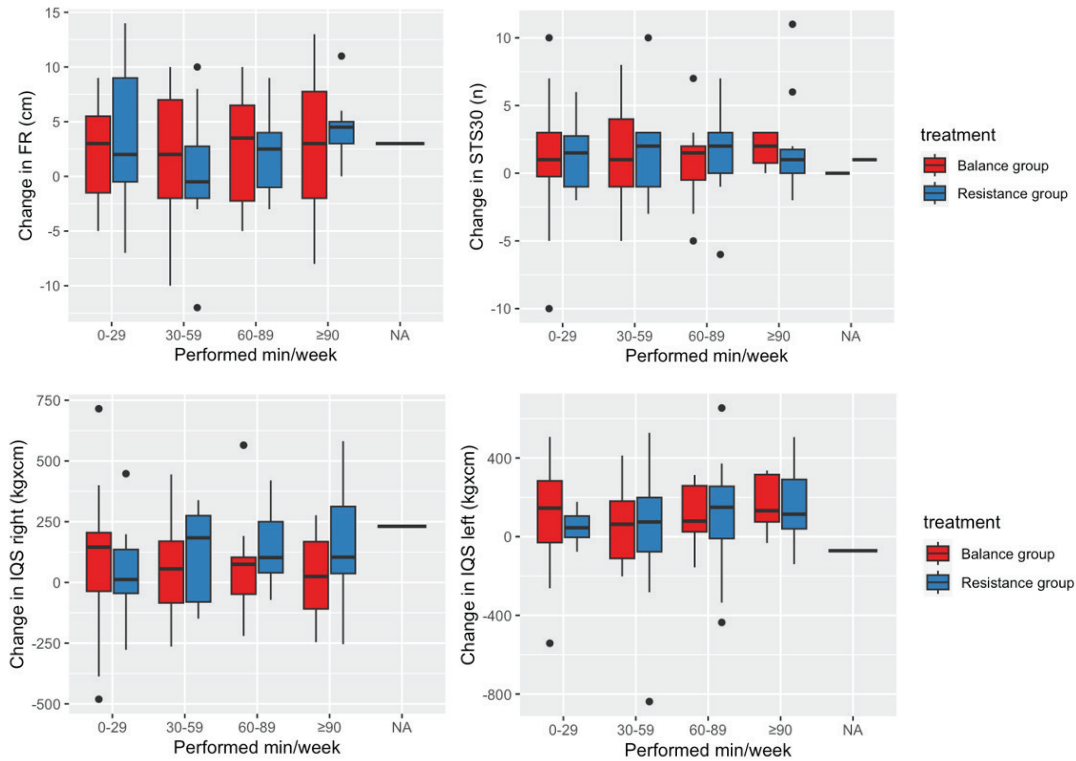 Change in FR (cm)
15
10
5
0
-5
-10
0-29 30-59 60-89 ≥90 NA
Performed min/week
Change in STS30 (n)
10
5
0
-5
-10
0-29 30-59 60-89 ≥90 NA
Performed min/week
treatment
Balance group
Resistance group
Change in IQS right (kgxcm)
750
500
250
0
-250
-500
0-29 30-59 60-89 ≥90 NA
Performed min/week
Change in IQS left (kgxcm)
400
0
-400
-800
0-29 30-59 60-89 ≥90 NA
Performed min/week
treatment
Balance group
Resistance group